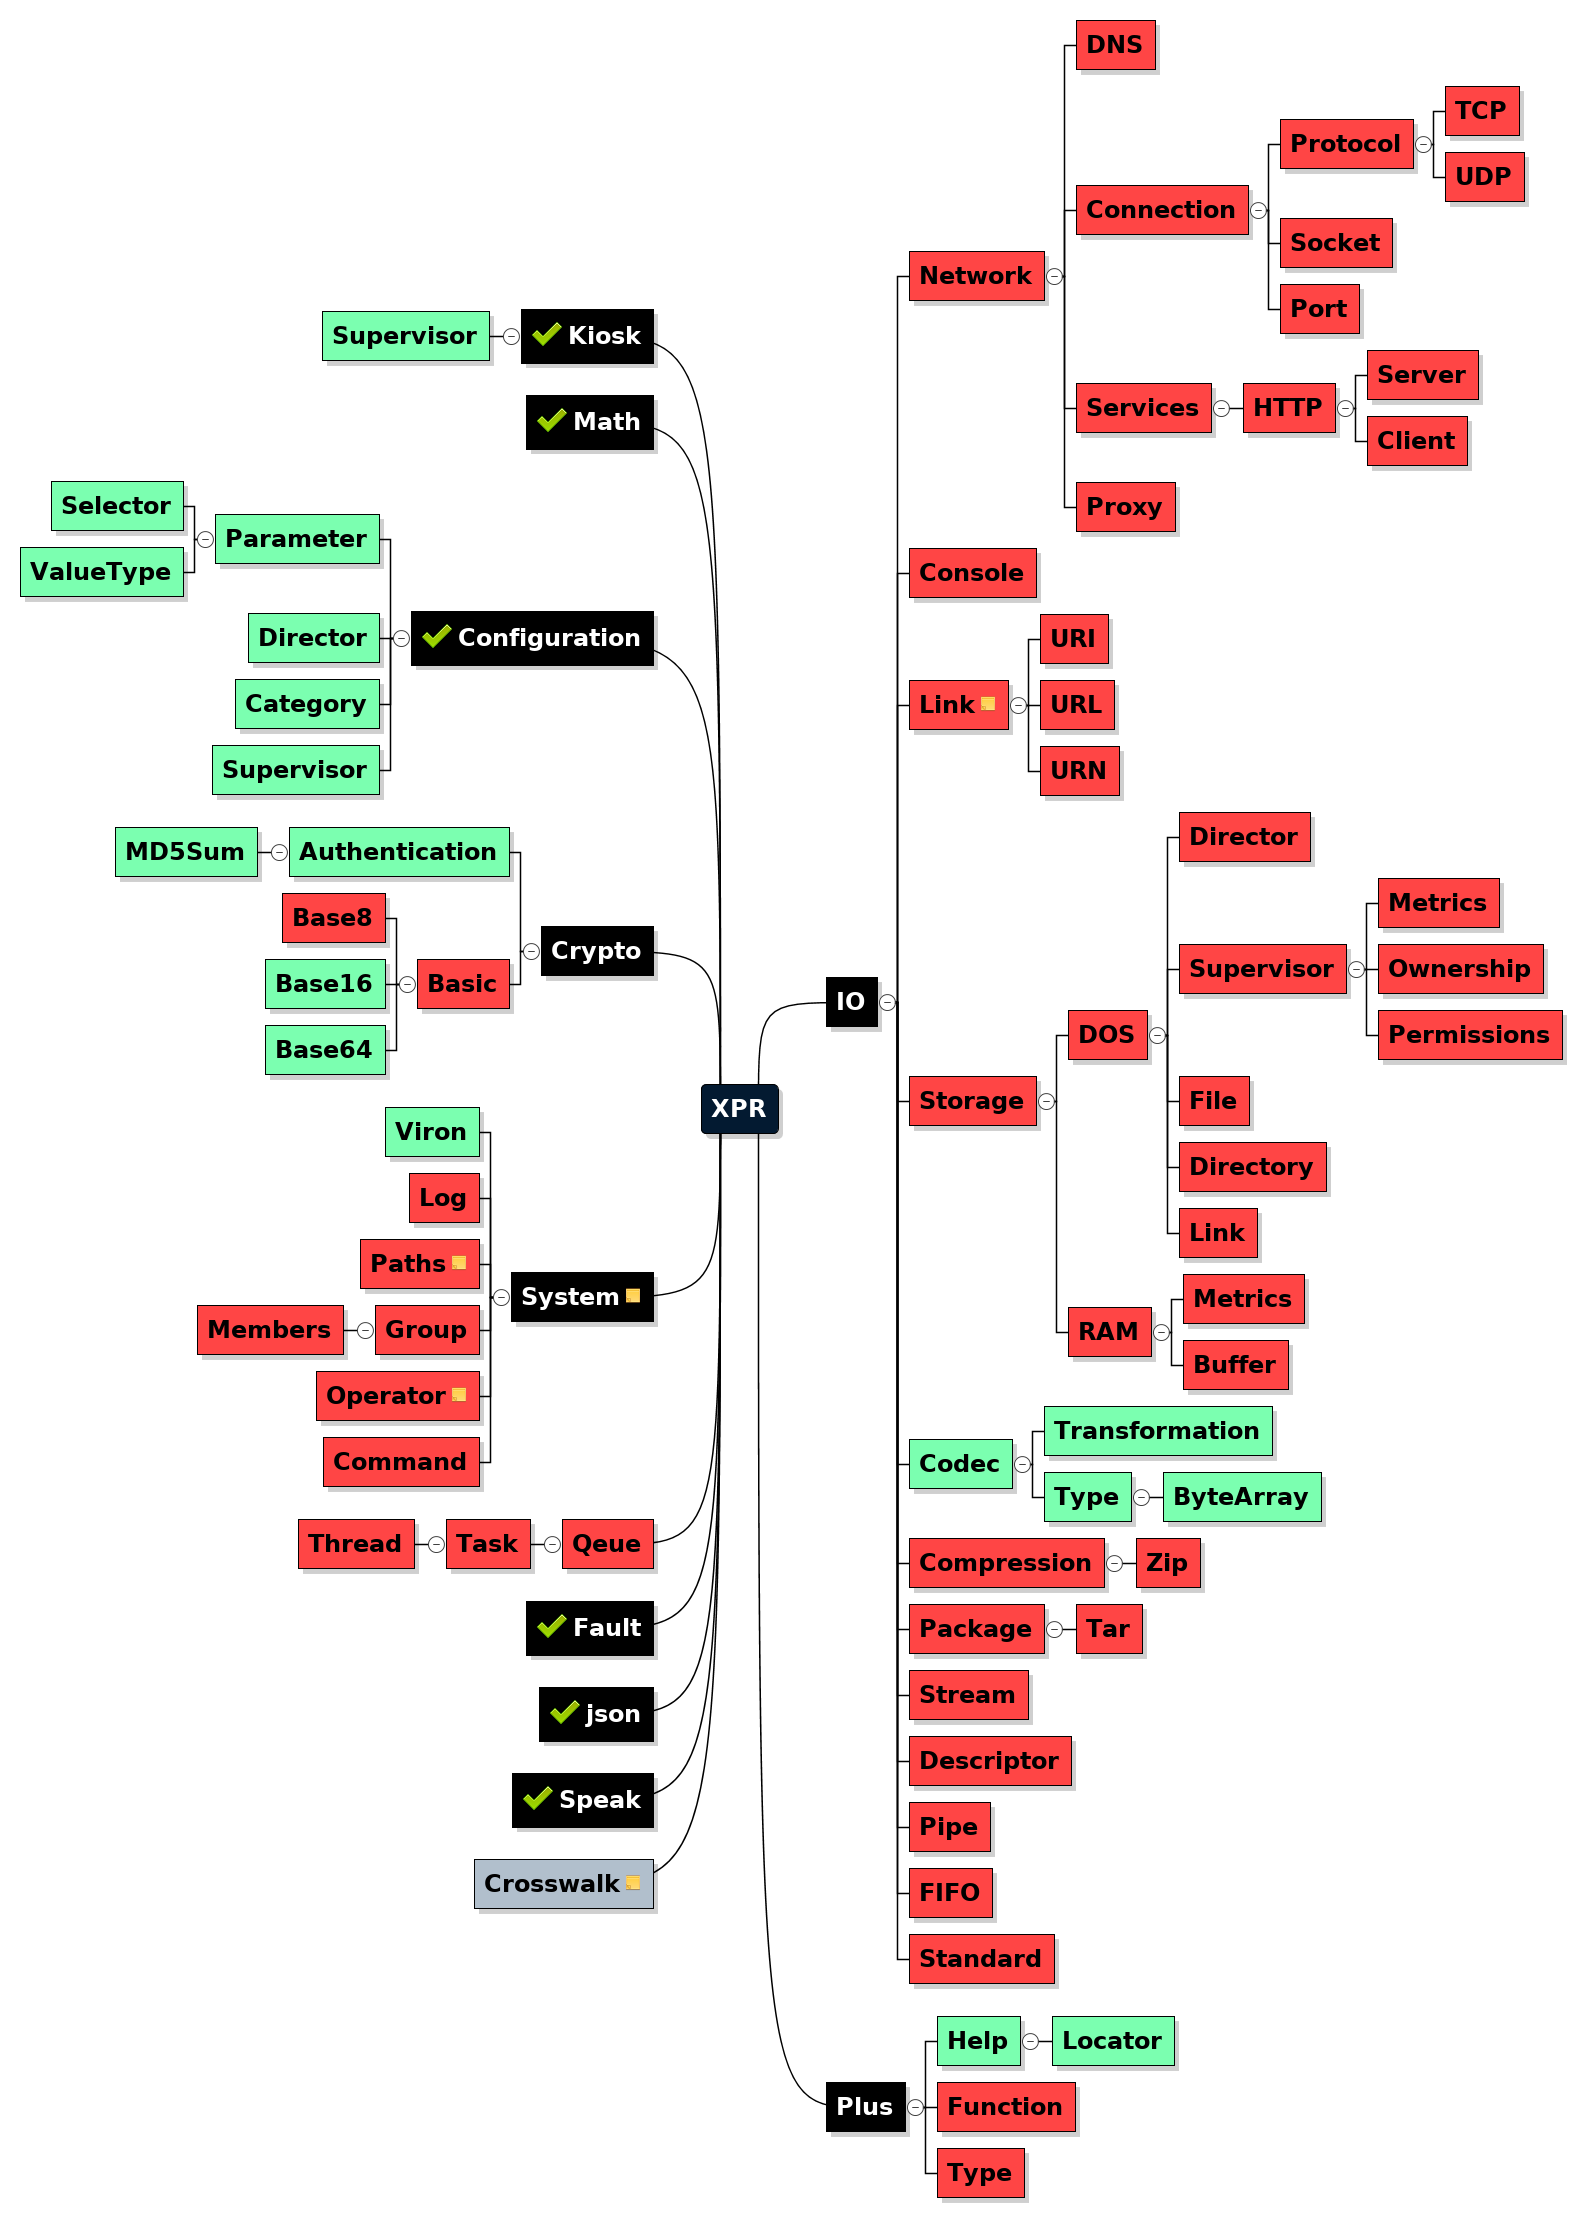 XPR
Kiosk
Supervisor
Math
Configuration
Parameter
Selector
ValueType
Director
Category
Supervisor
Crypto
Authentication
MD5Sum
Basic
Base8
Base16
Base64
System
Viron
Log
Paths
Group
Members
Operator
Command
Qeue
Task
Thread
Fault
json
Speak
Crosswalk
IO
Network
DNS
Connection
Protocol
TCP
UDP
Socket
Port
Services
HTTP
Server
Client
Proxy
Console
Link
URI
URL
URN
Storage
DOS
Director
Supervisor
Metrics
Ownership
Permissions
File
Directory
Link
RAM
Metrics
Buffer
Codec
Transformation
Type
ByteArray
Compression
Zip
Package
Tar
Stream
Descriptor
Pipe
FIFO
Standard
Plus
Help
Locator
Function
Type